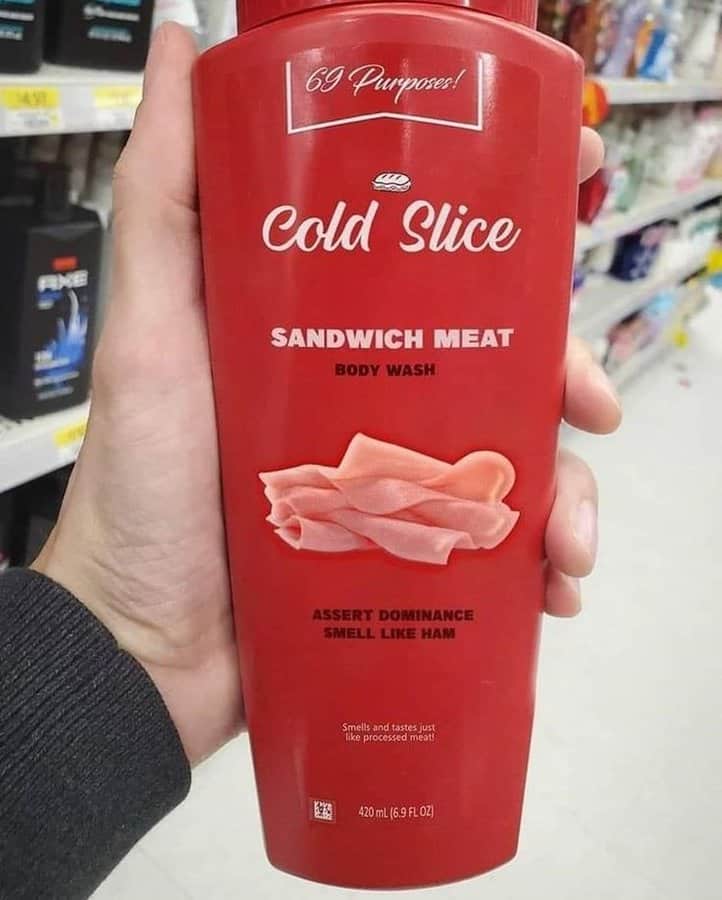 69 Purposes!
Cold Slice
SANDWICH MEAT
BODY WASH
AXE
ASSERT DOMINANCE
SMELL LIKE HAM
Smells and tastes just
like processed meat!
420 mL (6.9 FL OZ)